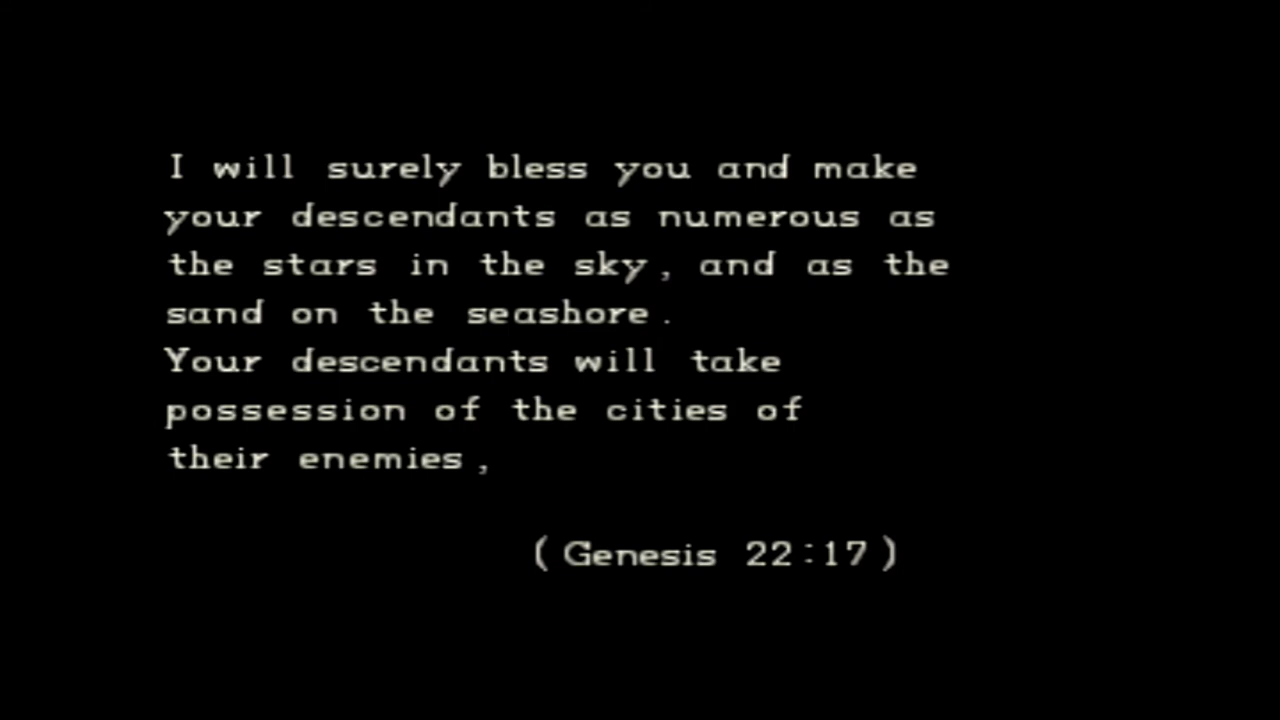 I will surely bless you and make
your descendants as numerous as
the stars in the sky, and as the
sand on the seashore.
Your descendants will take
possession of the cities of
their enemies,
(Genesis 22:17)